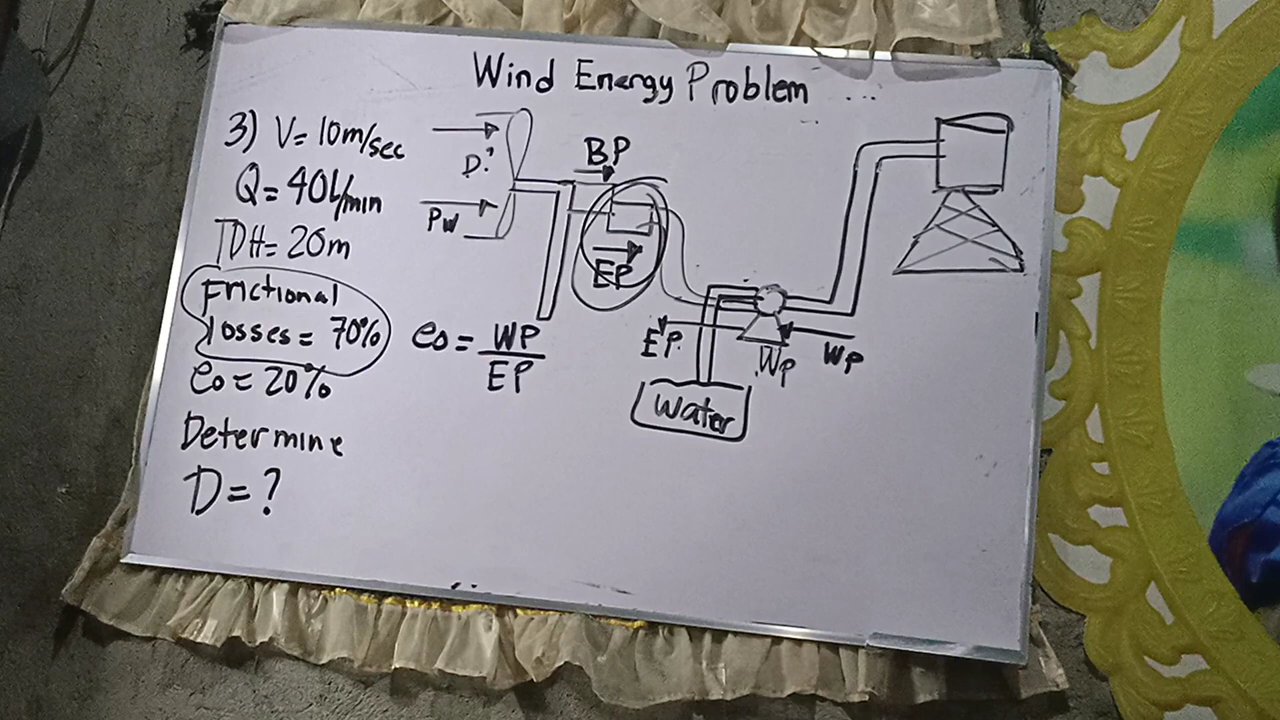 Wind Energy Problem ...
3) V = 10m/sec
Q = 40L/min
TDH = 20m
Frictional
losses = 70%
eo = 20%
Determine
D = ?
D?
Pw
BP
EP
eo = WP
EP
EP
Wp
Wp
Water